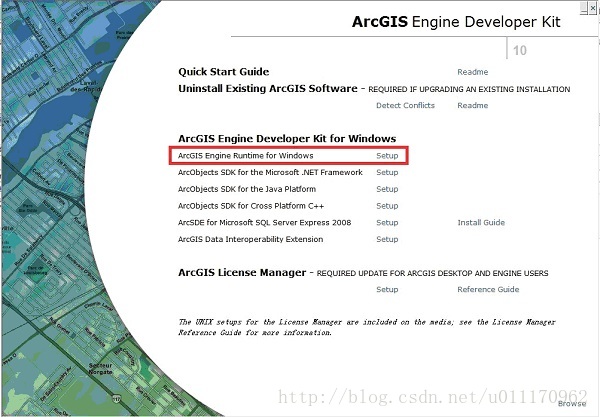 ArcGIS Engine Developer Kit
10
Quick Start Guide Readme
Uninstall Existing ArcGIS Software - REQUIRED IF UPGRADING AN EXISTING INSTALLATION
Detect Conflicts Readme
ArcGIS Engine Developer Kit for Windows
ArcGIS Engine Runtime for Windows Setup
ArcObjects SDK for the Microsoft .NET Framework Setup
ArcObjects SDK for the Java Platform Setup
ArcObjects SDK for Cross Platform C++ Setup
ArcSDE for Microsoft SQL Server Express 2008 Setup Install Guide
ArcGIS Data Interoperability Extension Setup
ArcGIS License Manager - REQUIRED UPDATE FOR ARCGIS DESKTOP AND ENGINE USERS
Setup Reference Guide
The UNIX setups for the License Manager are included on the media; see the License Manager
Reference Guide for more information.
Secteur
Norgate
http://blog.csdn.net/u011170962
Browse